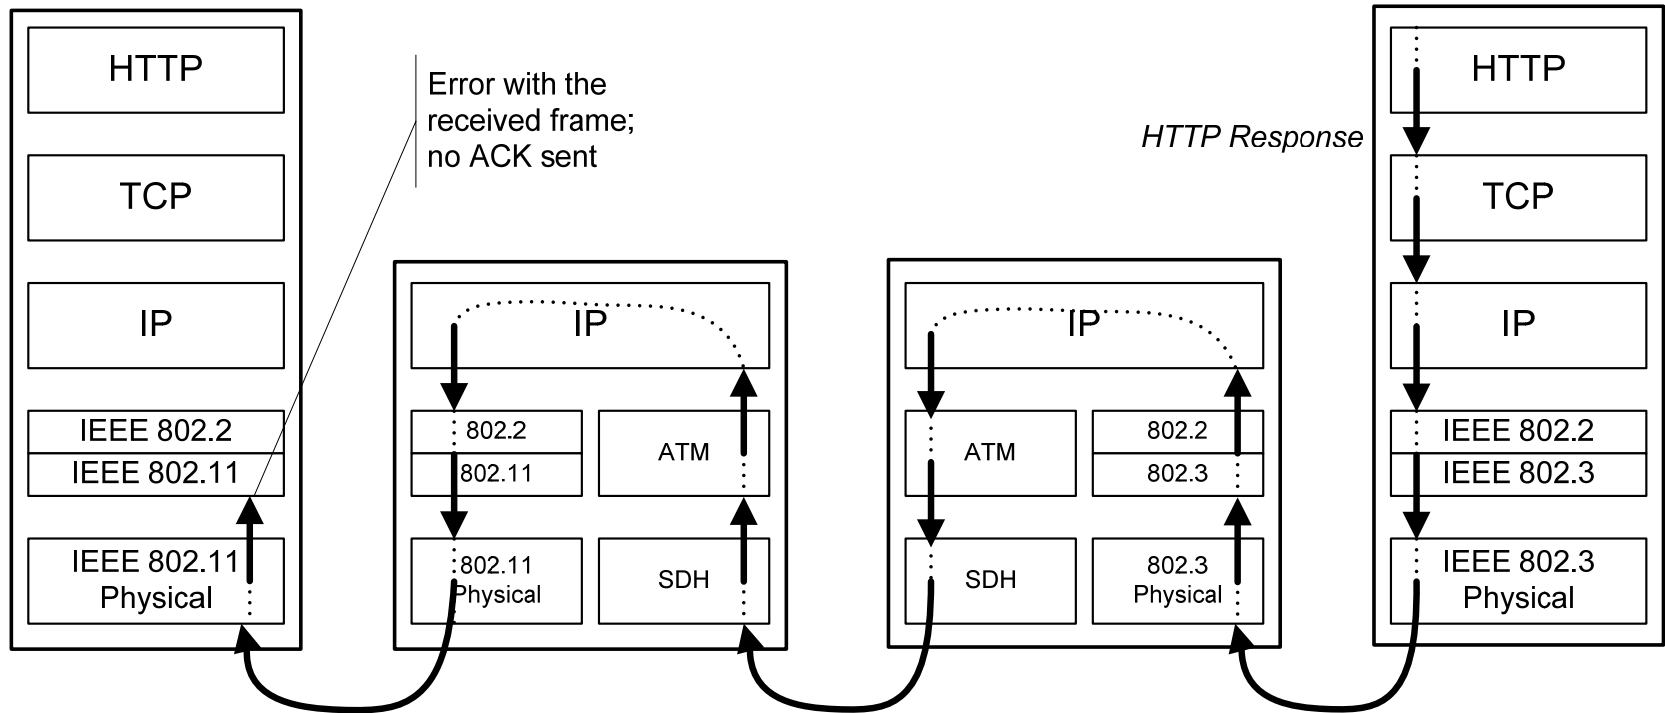 HTTP
TCP
IP
IEEE 802.2
IEEE 802.11
IEEE 802.11
Physical
Error with the
received frame;
no ACK sent
IP
802.2
802.11
ATM
802.11
Physical
SDH
IP
ATM
802.2
802.3
SDH
802.3
Physical
HTTP Response
HTTP
TCP
IP
IEEE 802.2
IEEE 802.3
IEEE 802.3
Physical